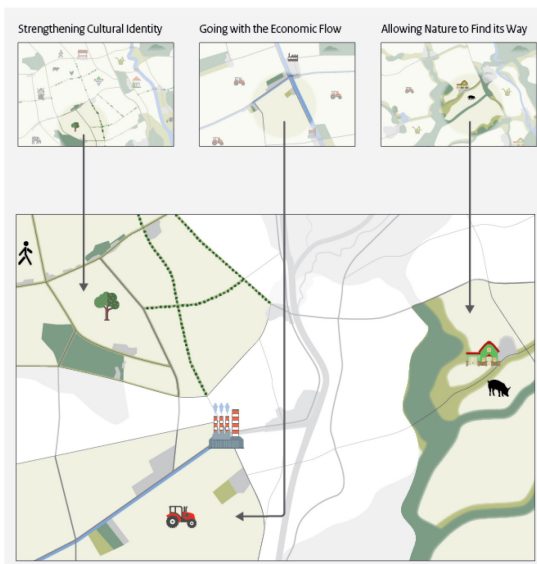 Strengthening Cultural Identity
Going with the Economic Flow
Allowing Nature to Find its Way